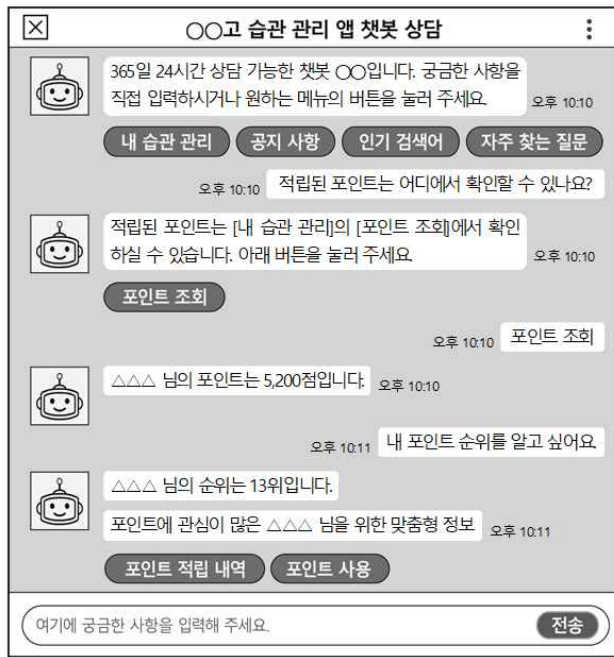 ○○고 습관 관리 앱 챗봇 상담
365일 24시간 상담 가능한 챗봇 ○○입니다. 궁금한 사항을
직접 입력하시거나 원하는 메뉴의 버튼을 눌러 주세요.
오후 10:10
내 습관 관리 공지 사항 인기 검색어 자주 찾는 질문
오후 10:10 적립된 포인트는 어디에서 확인할 수 있나요?
적립된 포인트는 [내 습관 관리]의 [포인트 조회]에서 확인
하실 수 있습니다. 아래 버튼을 눌러 주세요.
오후 10:10
포인트 조회
오후 10:10 포인트 조회
△△△ 님의 포인트는 5,200점입니다. 오후 10:10
오후 10:11 내 포인트 순위를 알고 싶어요.
△△△ 님의 순위는 13위입니다.
포인트에 관심이 많은 △△△ 님을 위한 맞춤형 정보 오후 10:11
포인트 적립 내역 포인트 사용
여기에 궁금한 사항을 입력해 주세요. 전송